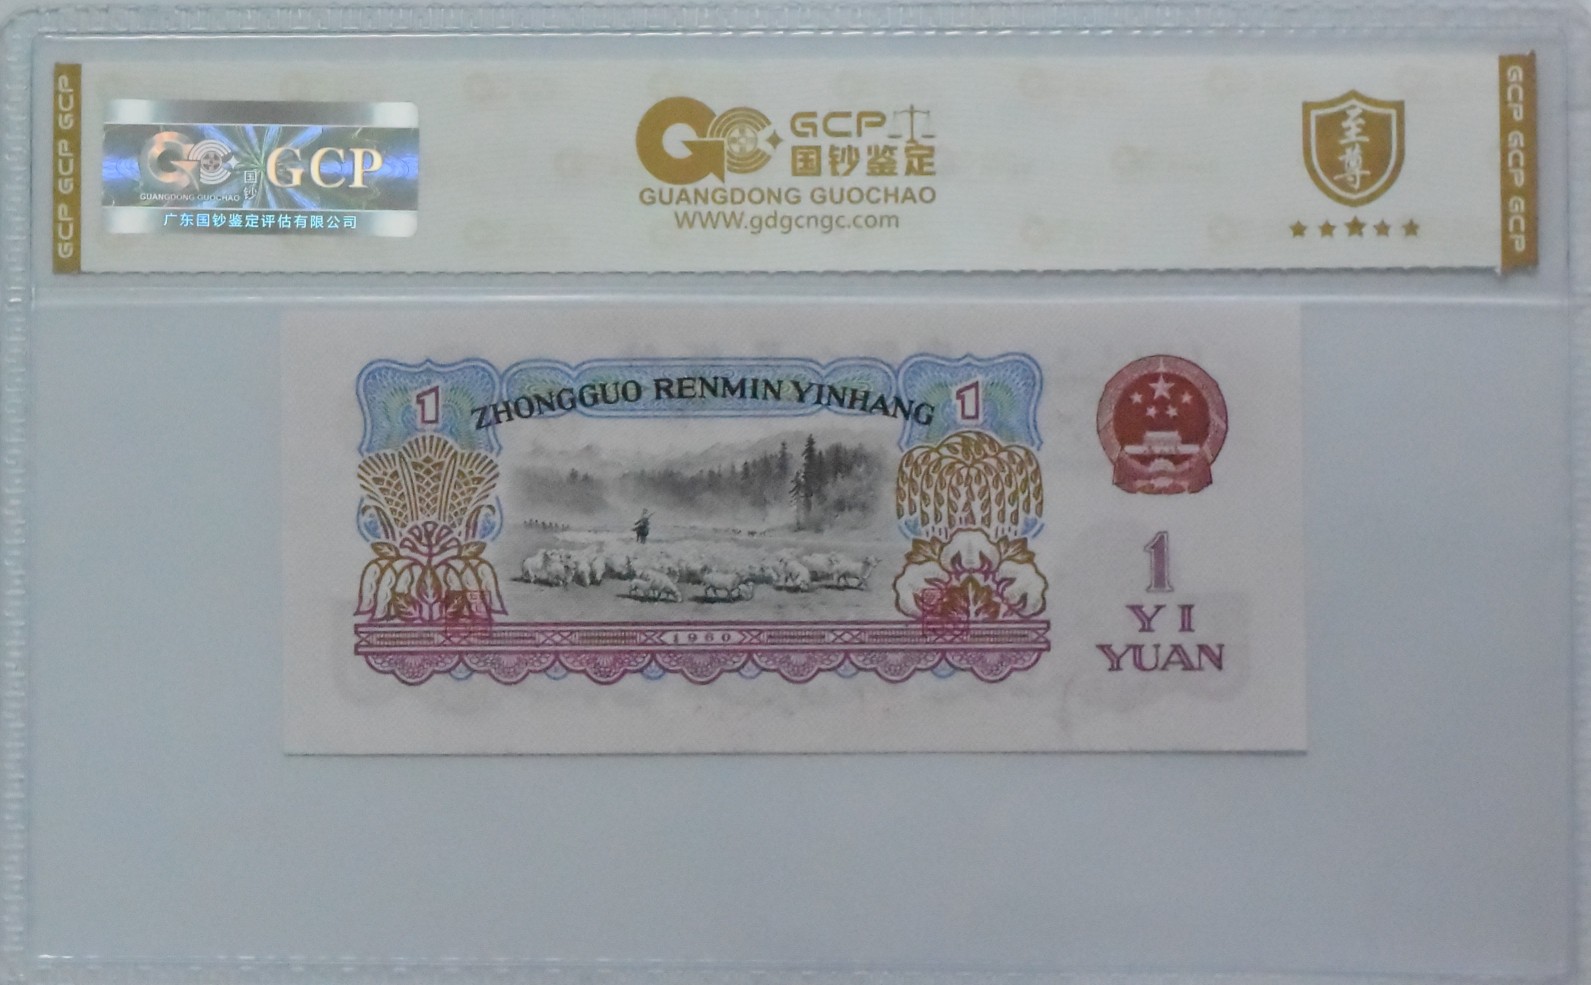 GCP GCP GCP
GCP
国钞
GUANGDONG GUOCHAO
广东国钞鉴定评估有限公司
GCP
国钞鉴定
GUANGDONG GUOCHAO
WWW.gdgcngc.com
至尊
GCP GCP GCP
1
ZHONGGUO RENMIN YINHANG
1
1960
1
YI
YUAN